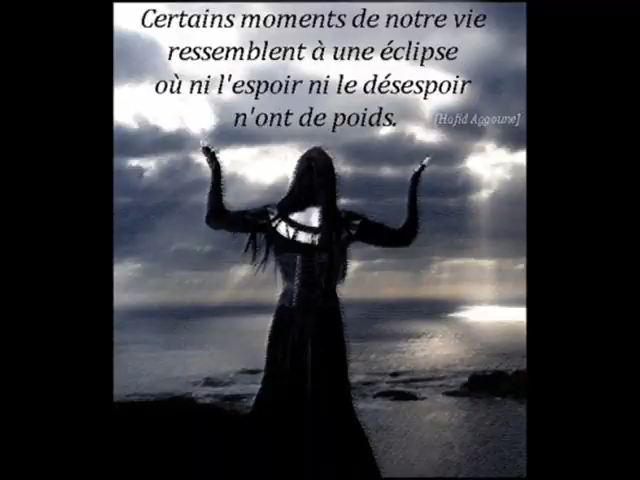 Certains moments de notre vie
ressemblent à une éclipse
où ni l'espoir ni le désespoir
n'ont de poids.
[Hafid Aggoune]